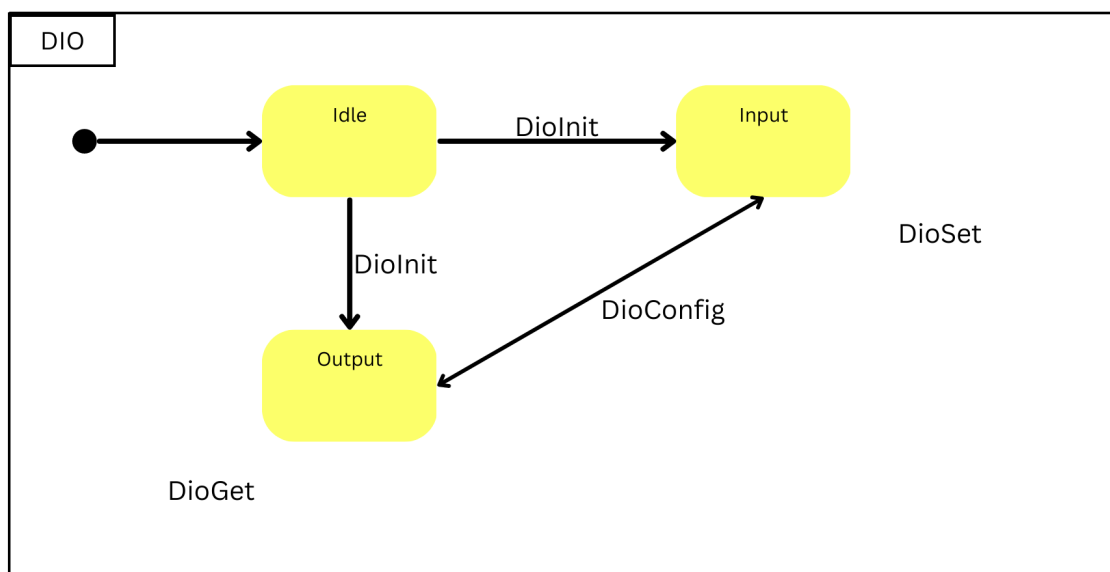 DIO
Idle
DioInit
Input
DioSet
DioInit
DioConfig
Output
DioGet